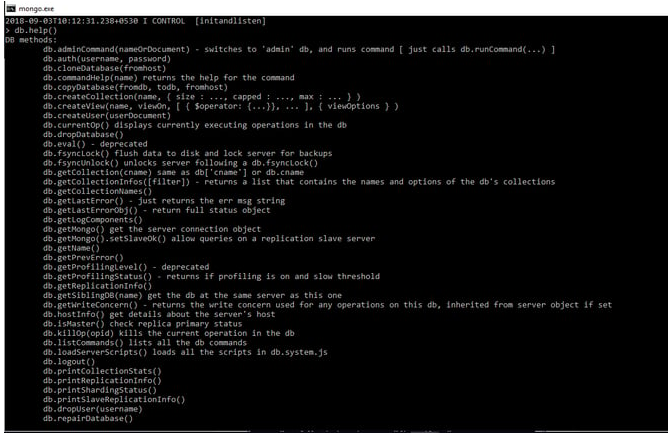 mongo.exe
2018-09-03T10:12:31.238+0530 I CONTROL  [initandlisten]
> db.help()
DB methods:
db.adminCommand(nameOrDocument) - switches to 'admin' db, and runs command [ just calls db.runCommand(...) ]
db.auth(username, password)
db.cloneDatabase(fromhost)
db.commandHelp(name) returns the help for the command
db.copyDatabase(fromdb, todb, fromhost)
db.createCollection(name, { size : ..., capped : ..., max : ... } )
db.createView(name, viewOn, [ { $operator: {...}}, ... ], { viewOptions } )
db.createUser(userDocument)
db.currentOp() displays currently executing operations in the db
db.dropDatabase()
db.eval() - deprecated
db.fsyncLock() flush data to disk and lock server for backups
db.fsyncUnlock() unlocks server following a db.fsyncLock()
db.getCollection(cname) same as db['cname'] or db.cname
db.getCollectionInfos([filter]) - returns a list that contains the names and options of the db's collections
db.getCollectionNames()
db.getLastError() - just returns the err msg string
db.getLastErrorObj() - return full status object
db.getLogComponents()
db.getMongo() get the server connection object
db.getMongo().setSlaveOk() allow queries on a replication slave server
db.getName()
db.getPrevError()
db.getProfilingLevel() - deprecated
db.getProfilingStatus() - returns if profiling is on and slow threshold
db.getReplicationInfo()
db.getSiblingDB(name) get the db at the same server as this one
db.getWriteConcern() - returns the write concern used for any operations on this db, inherited from server object if set
db.hostInfo() get details about the server's host
db.isMaster() check replica primary status
db.killOp(opid) kills the current operation in the db
db.listCommands() lists all the db commands
db.loadServerScripts() loads all the scripts in db.system.js
db.logout()
db.printCollectionStats()
db.printReplicationInfo()
db.printShardingStatus()
db.printSlaveReplicationInfo()
db.dropUser(username)
db.repairDatabase()